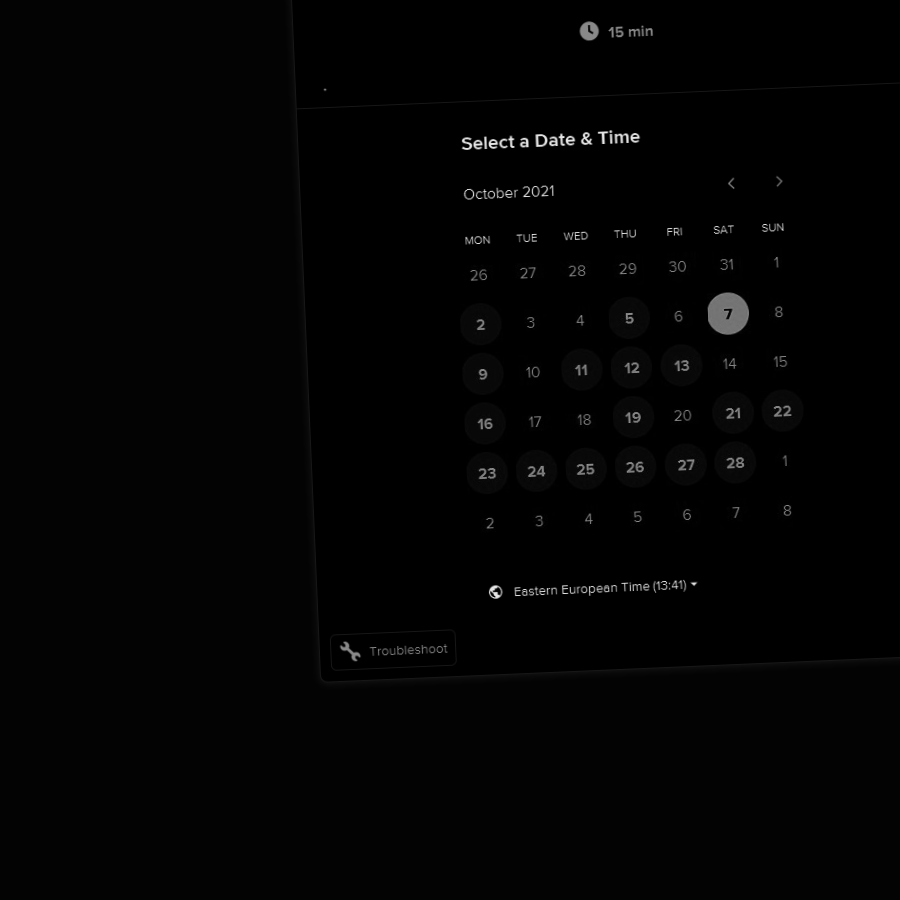 15 min
Select a Date & Time
October 2021
MON TUE WED THU FRI SAT SUN
26 27 28 29 30 31 1
2 3 4 5 6 7 8
9 10 11 12 13 14 15
16 17 18 19 20 21 22
23 24 25 26 27 28 1
2 3 4 5 6 7 8
Eastern European Time (13:41)
Troubleshoot